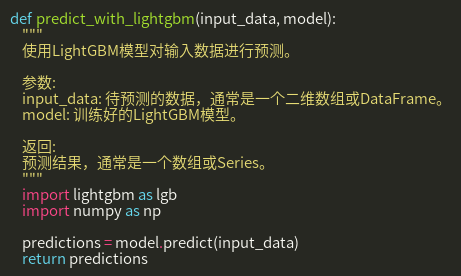 def predict_with_lightgbm(input_data, model):
"""
使用LightGBM模型对输入数据进行预测。
参数:
input_data: 待预测的数据，通常是一个二维数组或DataFrame。
model: 训练好的LightGBM模型。
返回:
预测结果，通常是一个数组或Series。
"""
import lightgbm as lgb
import numpy as np
predictions = model.predict(input_data)
return predictions